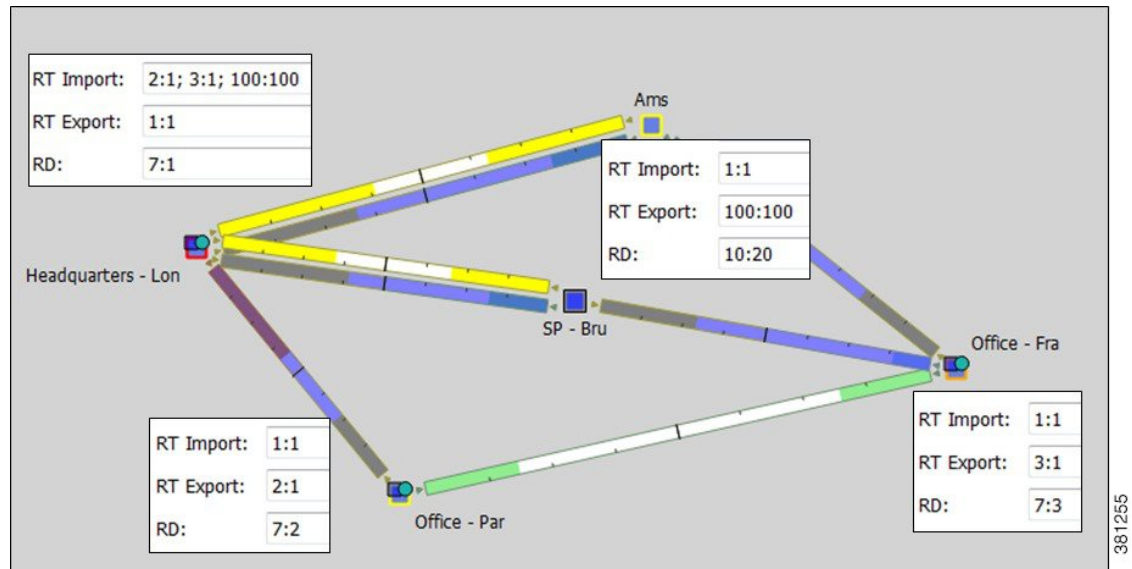 RT Import: 2:1; 3:1; 100:100
RT Export: 1:1
RD: 7:1
Headquarters - Lon
Ams
RT Import: 1:1
RT Export: 100:100
RD: 10:20
SP - Bru
Office - Fra
RT Import: 1:1
RT Export: 3:1
RD: 7:3
RT Import: 1:1
RT Export: 2:1
RD: 7:2
Office - Par
381255